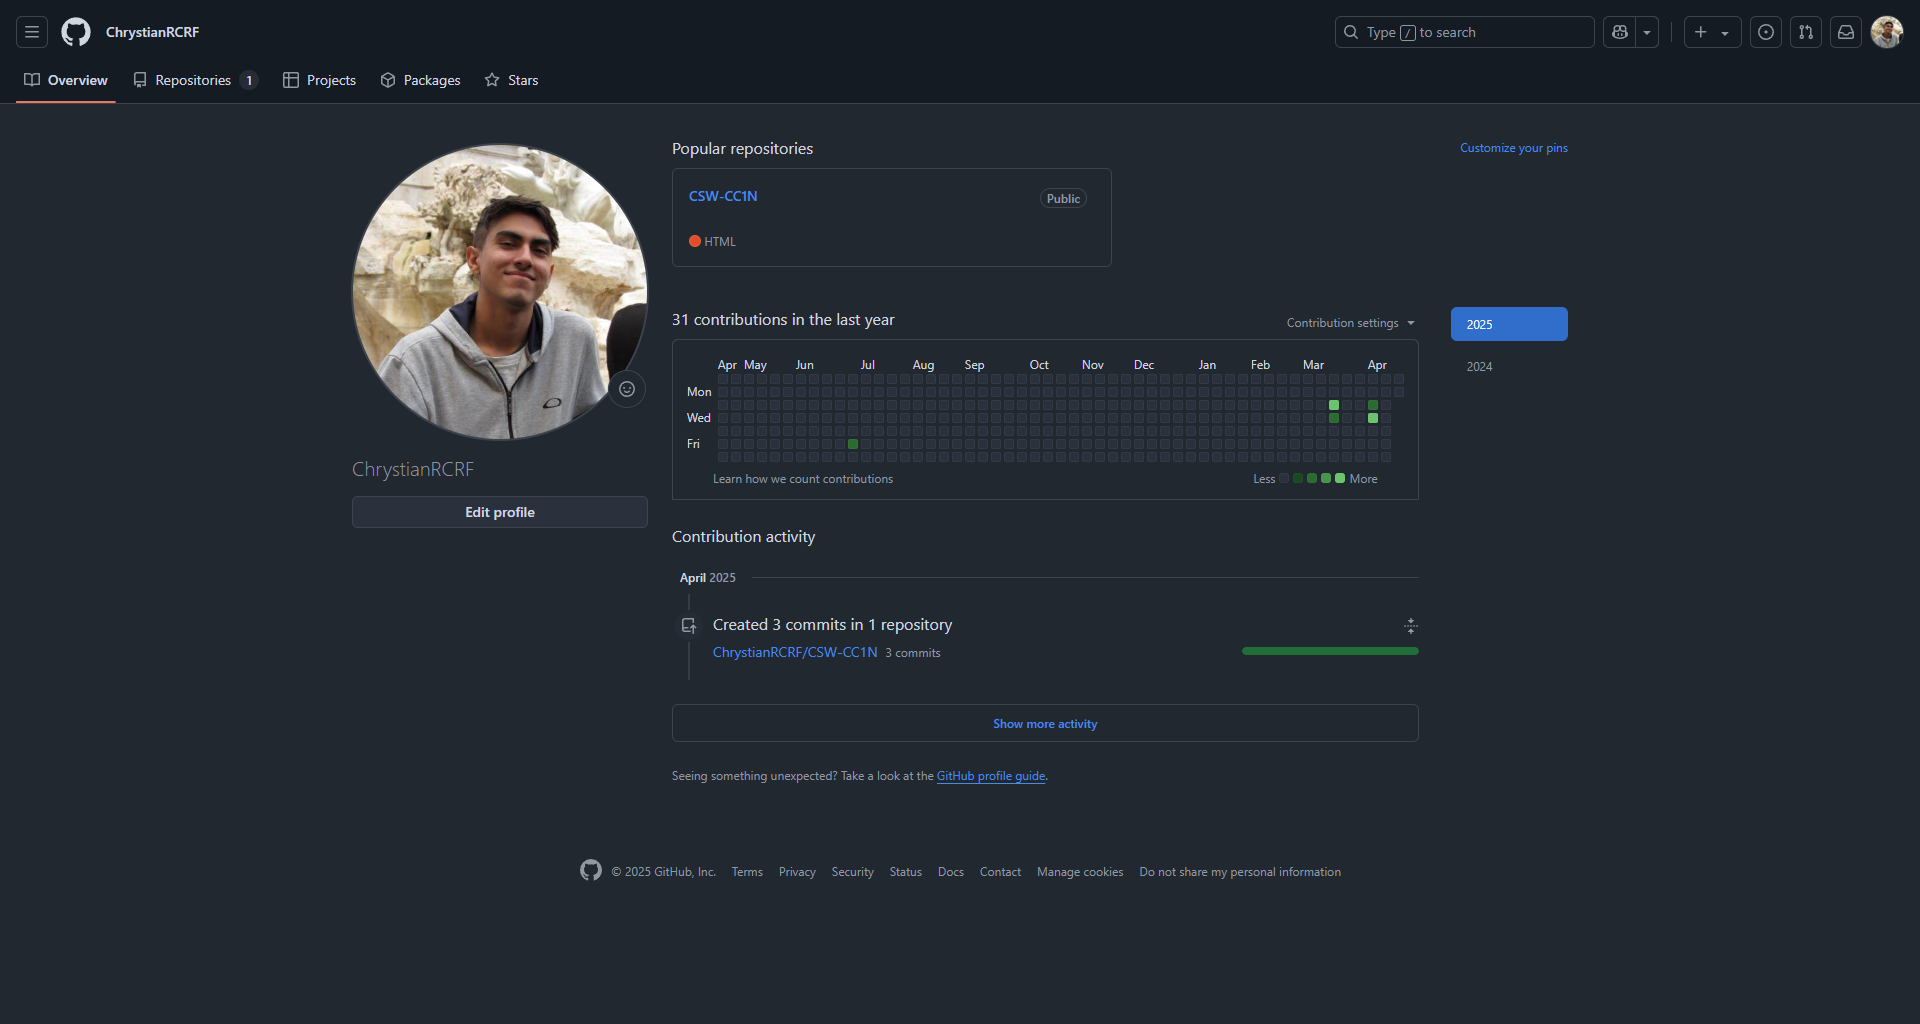 ChrystianRCRF
Type / to search
Overview
Repositories 1
Projects
Packages
Stars
ChrystianRCRF
Edit profile
Popular repositories
Customize your pins
CSW-CC1N
Public
HTML
31 contributions in the last year
Contribution settings
2025
2024
Apr May Jun Jul Aug Sep Oct Nov Dec Jan Feb Mar Apr
Mon
Wed
Fri
Learn how we count contributions
Less
More
Contribution activity
April 2025
Created 3 commits in 1 repository
ChrystianRCRF/CSW-CC1N 3 commits
Show more activity
Seeing something unexpected? Take a look at the GitHub profile guide.
© 2025 GitHub, Inc. Terms Privacy Security Status Docs Contact Manage cookies Do not share my personal information